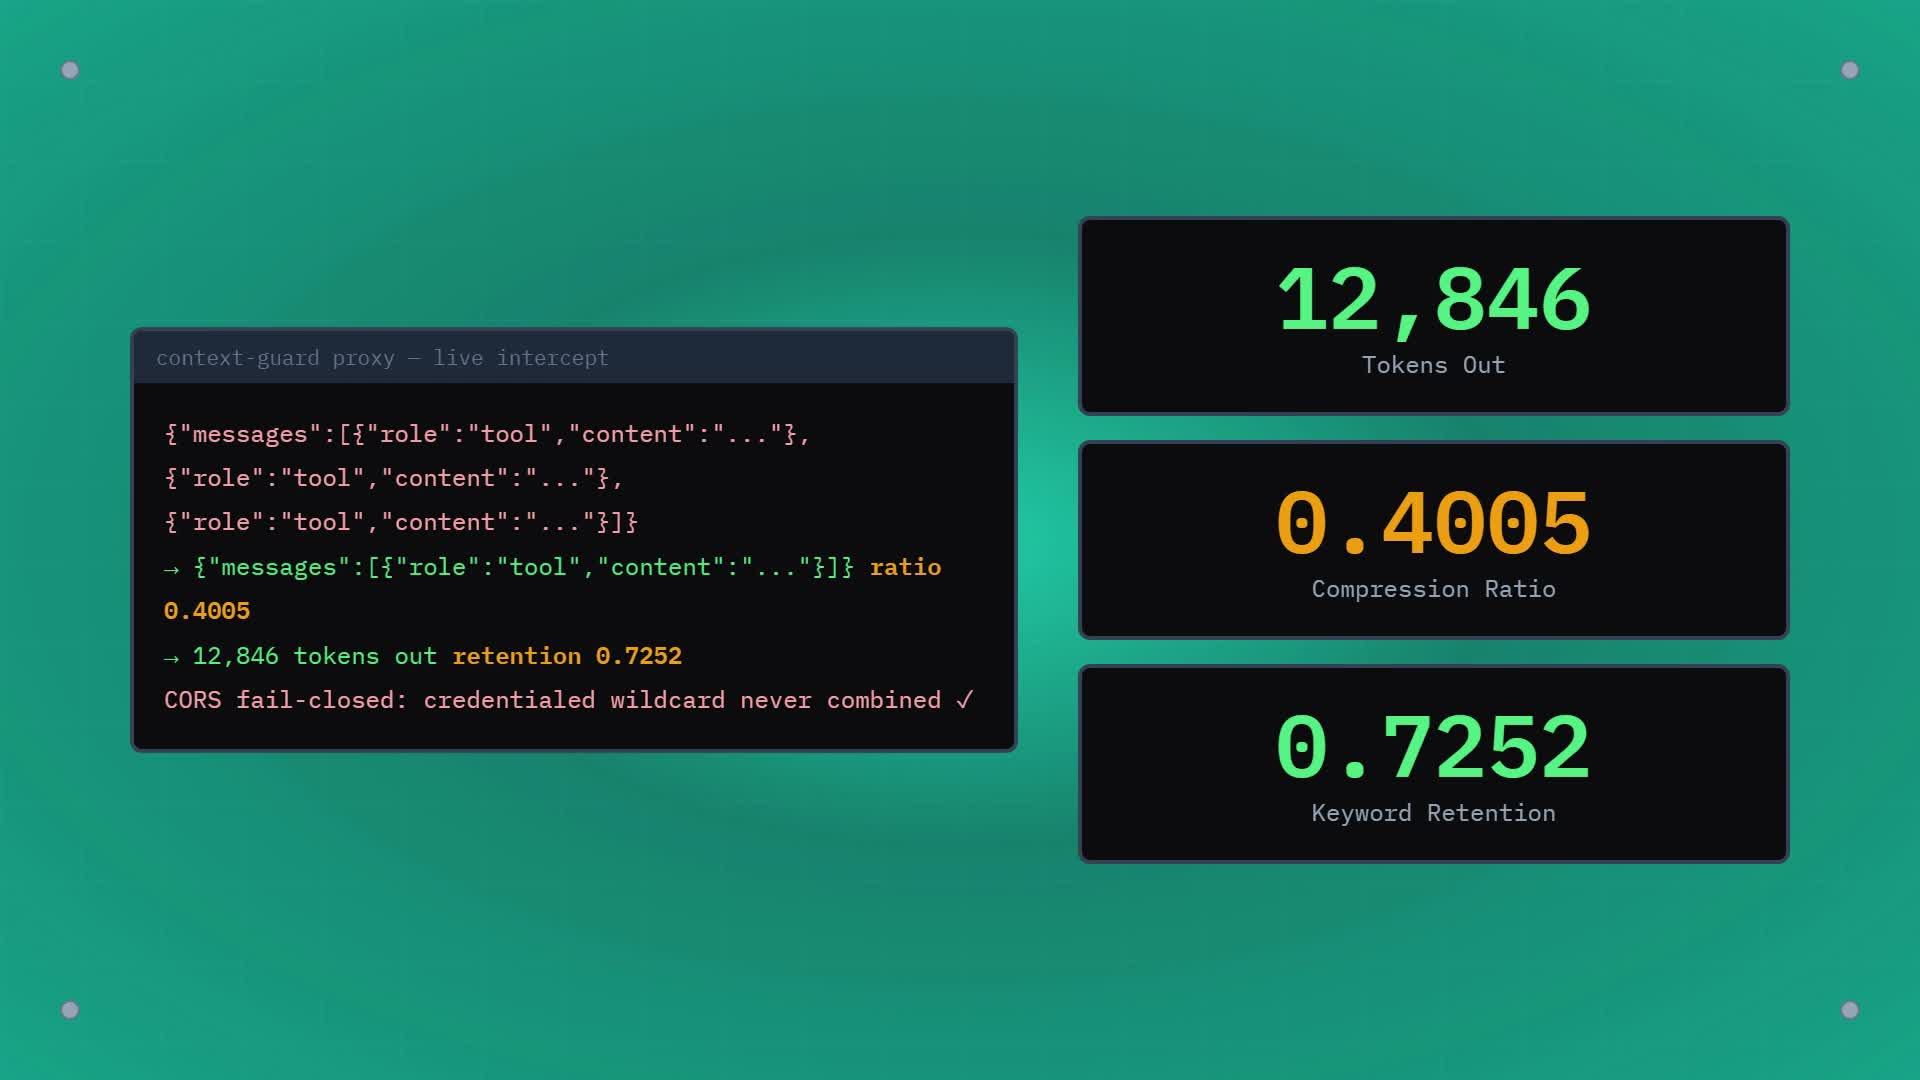 context-guard proxy — live intercept
{"messages":[{"role":"tool","content":"..."},
{"role":"tool","content":"..."},
{"role":"tool","content":"..."}]}
→ {"messages":[{"role":"tool","content":"..."}]} ratio
0.4005
→ 12,846 tokens out retention 0.7252
CORS fail-closed: credentialed wildcard never combined ✓
12,846
Tokens Out
0.4005
Compression Ratio
0.7252
Keyword Retention